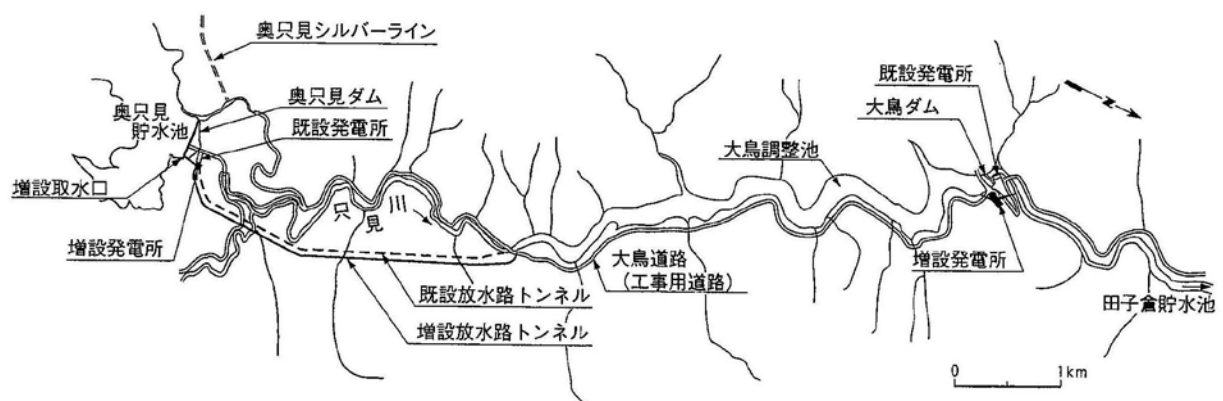 奥只見シルバーライン
奥只見ダム
奥只見
貯水池
既設発電所
増設取水口
増設発電所
只見川
既設放水路トンネル
増設放水路トンネル
大鳥道路
(工事用道路)
大鳥調整池
既設発電所
大鳥ダム
増設発電所
田子倉貯水池
N
0 1km